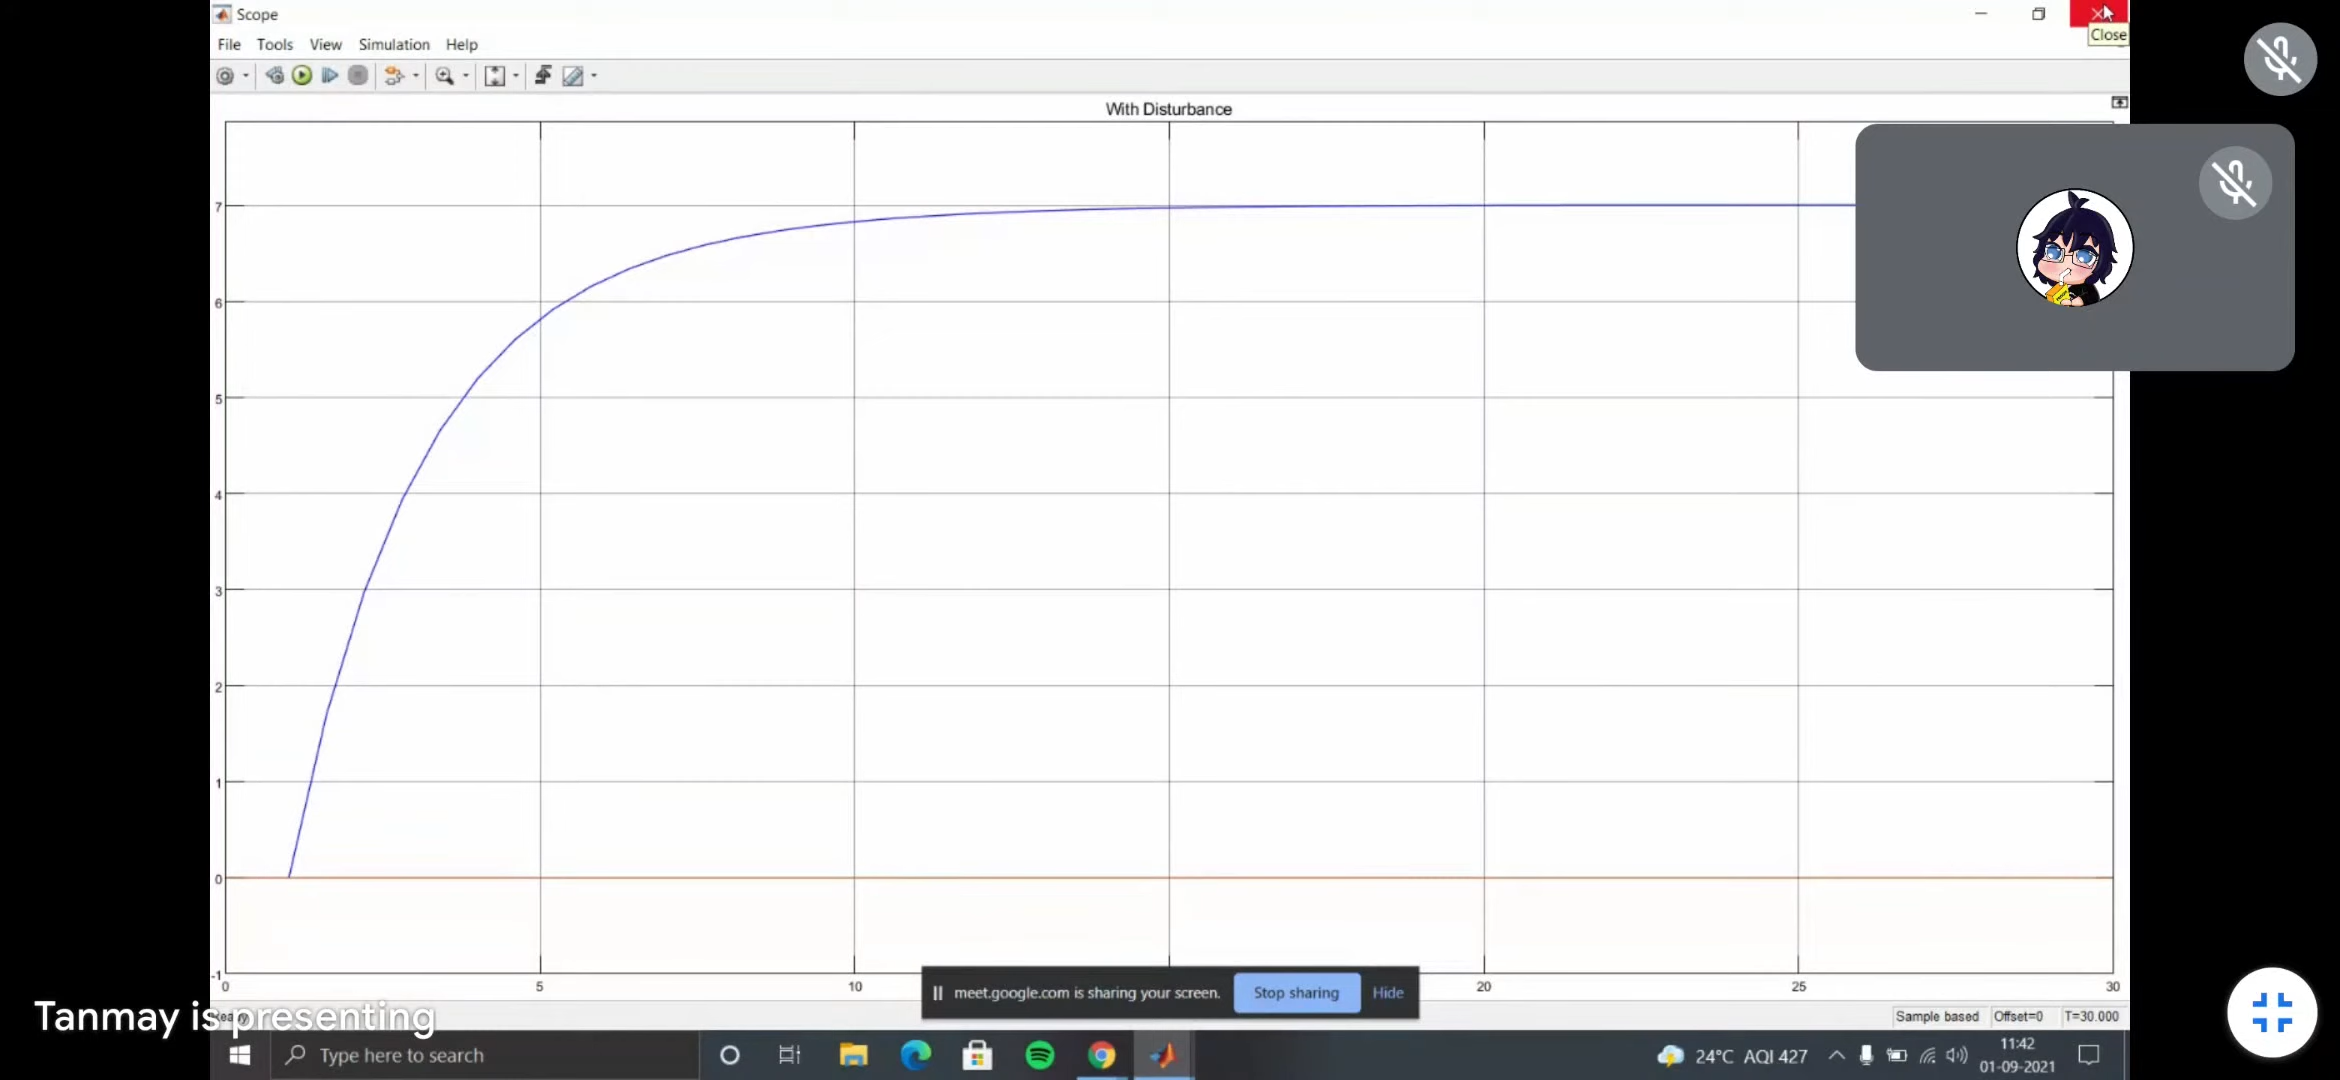 Scope
File Tools View Simulation Help
Close
With Disturbance
7
6
5
4
3
2
1
0
-1
0 5 10 20 25 30
meet.google.com is sharing your screen. Stop sharing Hide
Tanmay is presenting
Sample based Offset=0 T=30.000
Type here to search
24°C AQI 427
11:42
01-09-2021